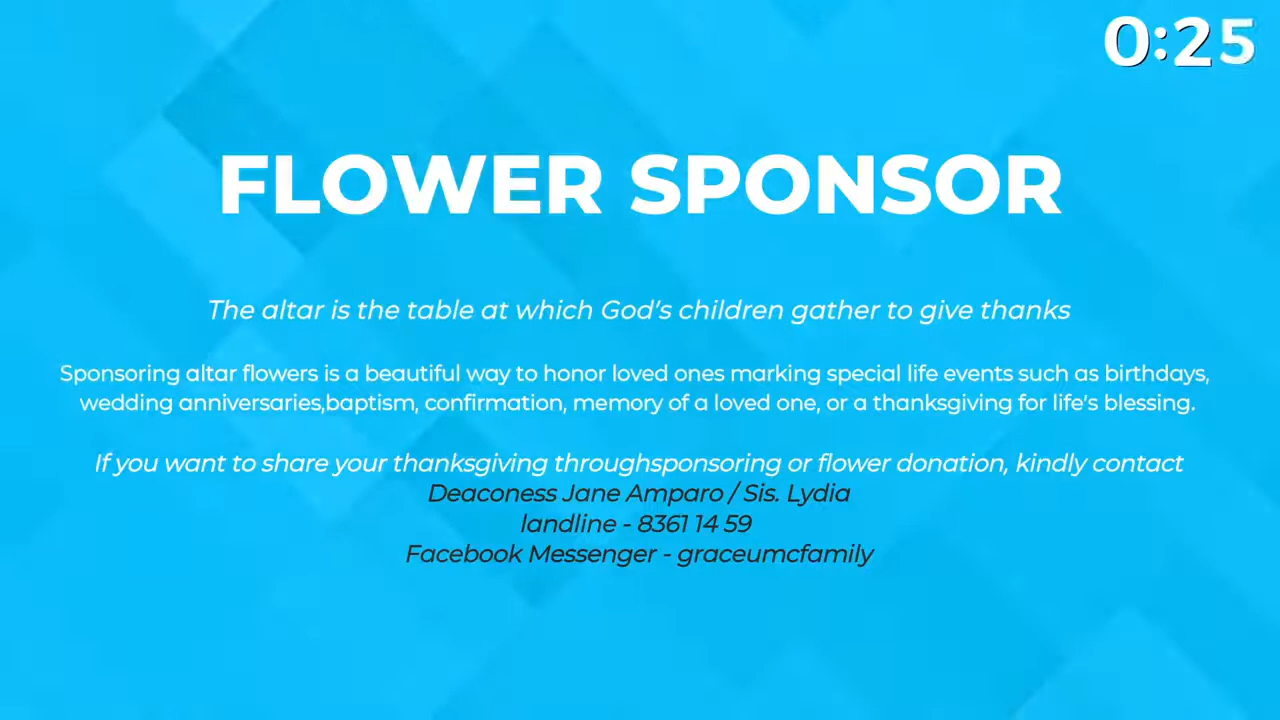 0:25
FLOWER SPONSOR
The altar is the table at which God's children gather to give thanks
Sponsoring altar flowers is a beautiful way to honor loved ones marking special life events such as birthdays,
wedding anniversaries,baptism, confirmation, memory of a loved one, or a thanksgiving for life's blessing.
If you want to share your thanksgiving throughsponsoring or flower donation, kindly contact
Deaconess Jane Amparo / Sis. Lydia
landline - 8361 14 59
Facebook Messenger - graceumcfamily